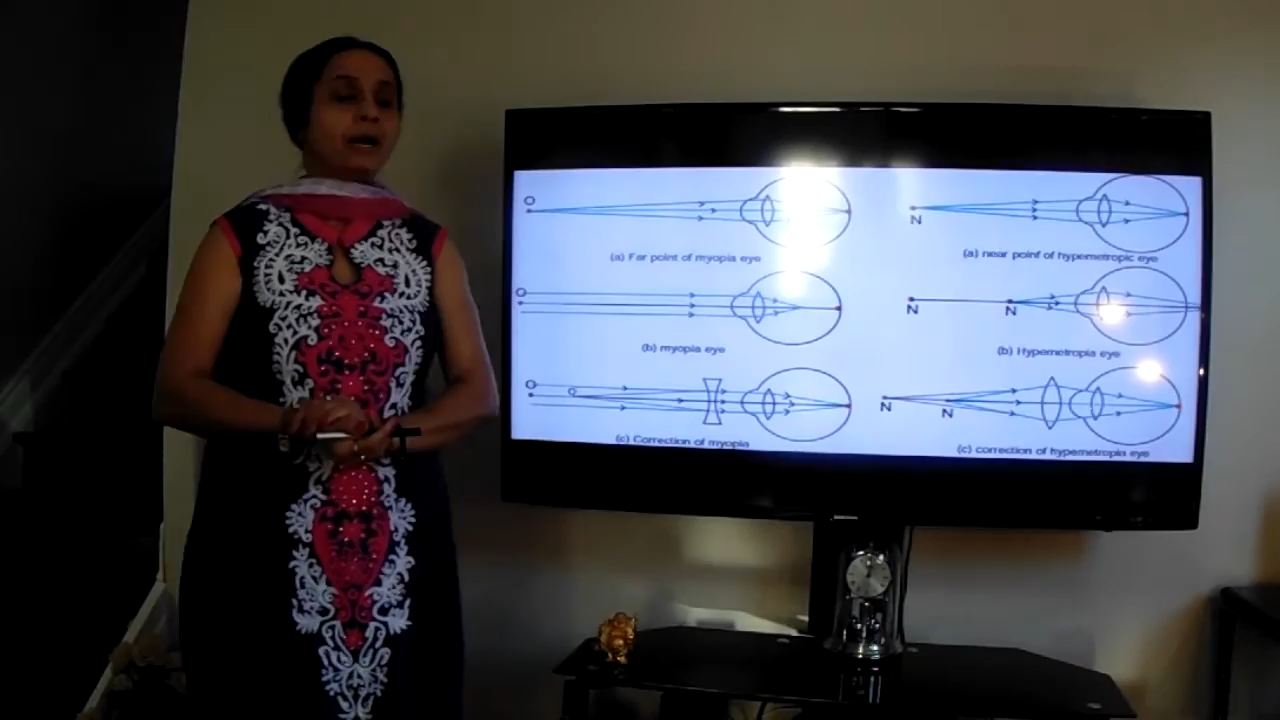 O
(a) Far point of myopia eye
O
(b) myopia eye
O
O
(c) Correction of myopia
N
(a) near point of hypermetropic eye
N N
(b) Hypermetropia eye
N
N
(c) correction of hypermetropia eye